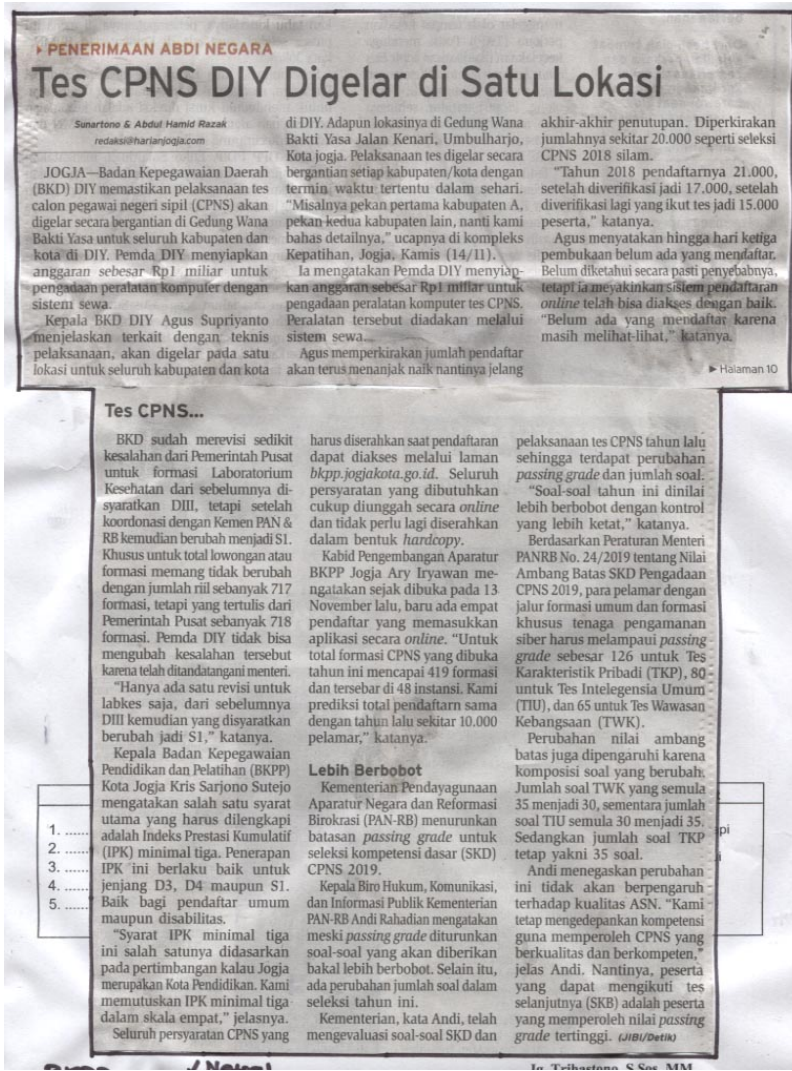 PENERIMAAN ABDI NEGARA
Tes CPNS DIY Digelar di Satu Lokasi
Sunartono & Abdul Hamid Razak
redaksi@harianjogja.com
JOGJA—Badan Kepegawaian Daerah
(BKD) DIY memastikan pelaksanaan tes
calon pegawai negeri sipil (CPNS) akan
digelar secara bergantian di Gedung Wana
Bakti Yasa untuk seluruh kabupaten dan
kota di DIY. Pemda DIY menyiapkan
anggaran sebesar Rp1 miliar untuk
pengadaan peralatan komputer dengan
sistem sewa.
Kepala BKD DIY Agus Supriyanto
menjelaskan terkait dengan teknis
pelaksanaan, akan digelar pada satu
lokasi untuk seluruh kabupaten dan kota
di DIY. Adapun lokasinya di Gedung Wana
Bakti Yasa Jalan Kenari, Umbulharjo,
Kota jogja. Pelaksanaan tes digelar secara
bergantian setiap kabupaten/kota dengan
termin waktu tertentu dalam sehari.
“Misalnya pekan pertama kabupaten A,
pekan kedua kabupaten lain, nanti kami
bahas detailnya,” ucapnya di kompleks
Kepatihan, Jogja, Kamis (14/11).
Ia mengatakan Pemda DIY menyiap-
kan anggaran sebesar Rp1 miliar untuk
pengadaan peralatan komputer tes CPNS.
Peralatan tersebut diadakan melalui
sistem sewa.
Agus memperkirakan jumlah pendaftar
akan terus menanjak naik nantinya jelang
akhir-akhir penutupan. Diperkirakan
jumlahnya sekitar 20.000 seperti seleksi
CPNS 2018 silam.
“Tahun 2018 pendaftarnya 21.000,
setelah diverifikasi jadi 17.000, setelah
diverifikasi lagi yang ikut tes jadi 15.000
peserta,” katanya.
Agus menyatakan hingga hari ketiga
pembukaan belum ada yang mendaftar.
Belum diketahui secara pasti penyebabnya,
tetapi ia meyakinkan sistem pendaftaran
online telah bisa diakses dengan baik.
“Belum ada yang mendaftar karena
masih melihat-lihat,” katanya.
Halaman 10
Tes CPNS...
BKD sudah merevisi sedikit
kesalahan dari Pemerintah Pusat
untuk formasi Laboratorium
Kesehatan dari sebelumnya di-
syaratkan DIII, tetapi setelah
koordinasi dengan Kemen PAN &
RB kemudian berubah menjadi S1.
Khusus untuk total lowongan atau
formasi memang tidak berubah
dengan jumlah riil sebanyak 717
formasi, tetapi yang tertulis dari
Pemerintah Pusat sebanyak 718
formasi. Pemda DIY tidak bisa
mengubah kesalahan tersebut
karena telah ditandatangani menteri.
“Hanya ada satu revisi untuk
labkes saja, dari sebelumnya
DIII kemudian yang disyaratkan
berubah jadi S1,” katanya.
Kepala Badan Kepegawaian
Pendidikan dan Pelatihan (BKPP)
Kota Jogja Kris Sarjono Sutejo
mengatakan salah satu syarat
utama yang harus dilengkapi
adalah Indeks Prestasi Kumulatif
(IPK) minimal tiga. Penerapan
IPK ini berlaku baik untuk
jenjang D3, D4 maupun S1.
Baik bagi pendaftar umum
maupun disabilitas.
“Syarat IPK minimal tiga
ini salah satunya didasarkan
pada pertimbangan kalau Jogja
merupakan Kota Pendidikan. Kami
memutuskan IPK minimal tiga
dalam skala empat,” jelasnya.
Seluruh persyaratan CPNS yang
harus diserahkan saat pendaftaran
dapat diakses melalui laman
bkpp.jogjakota.go.id. Seluruh
persyaratan yang dibutuhkan
cukup diunggah secara online
dan tidak perlu lagi diserahkan
dalam bentuk hardcopy.
Kabid Pengembangan Aparatur
BKPP Jogja Ary Iryawan me-
ngatakan sejak dibuka pada 13
November lalu, baru ada empat
pendaftar yang memasukkan
aplikasi secara online. “Untuk
total formasi CPNS yang dibuka
tahun ini mencapai 419 formasi
dan tersebar di 48 instansi. Kami
prediksi total pendaftarn sama
dengan tahun lalu sekitar 10.000
pelamar,” katanya.
Lebih Berbobot
Kementerian Pendayagunaan
Aparatur Negara dan Reformasi
Birokrasi (PAN-RB) menurunkan
batasan passing grade untuk
seleksi kompetensi dasar (SKD)
CPNS 2019.
Kepala Biro Hukum, Komunikasi,
dan Informasi Publik Kementerian
PAN-RB Andi Rahadian mengatakan
meski passing grade diturunkan
soal-soal yang akan diberikan
bakal lebih berbobot. Selain itu,
ada perubahan jumlah soal dalam
seleksi tahun ini.
Kementerian, kata Andi, telah
mengevaluasi soal-soal SKD dan
pelaksanaan tes CPNS tahun lalu
sehingga terdapat perubahan
passing grade dan jumlah soal.
“Soal-soal tahun ini dinilai
lebih berbobot dengan kontrol
yang lebih ketat,” katanya.
Berdasarkan Peraturan Menteri
PANRB No. 24/2019 tentang Nilai
Ambang Batas SKD Pengadaan
CPNS 2019, para pelamar dengan
jalur formasi umum dan formasi
khusus tenaga pengamanan
siber harus melampaui passing
grade sebesar 126 untuk Tes
Karakteristik Pribadi (TKP), 80
untuk Tes Intelegensia Umum
(TIU), dan 65 untuk Tes Wawasan
Kebangsaan (TWK).
Perubahan nilai ambang
batas juga dipengaruhi karena
komposisi soal yang berubah.
Jumlah soal TWK yang semula
35 menjadi 30, sementara jumlah
soal TIU semula 30 menjadi 35.
Sedangkan jumlah soal TKP
tetap yakni 35 soal.
Andi menegaskan perubahan
ini tidak akan berpengaruh
terhadap kualitas ASN. “Kami
tetap mengedepankan kompetensi
guna memperoleh CPNS yang
berkualitas dan berkompeten,”
jelas Andi. Nantinya, peserta
yang dapat mengikuti tes
selanjutnya (SKB) adalah peserta
yang memperoleh nilai passing
grade tertinggi. (JIBI/Detik)
1. ......
2. ......
3. ......
4. ......
5. ......
Ig. Trihastono, S.Sos, MM